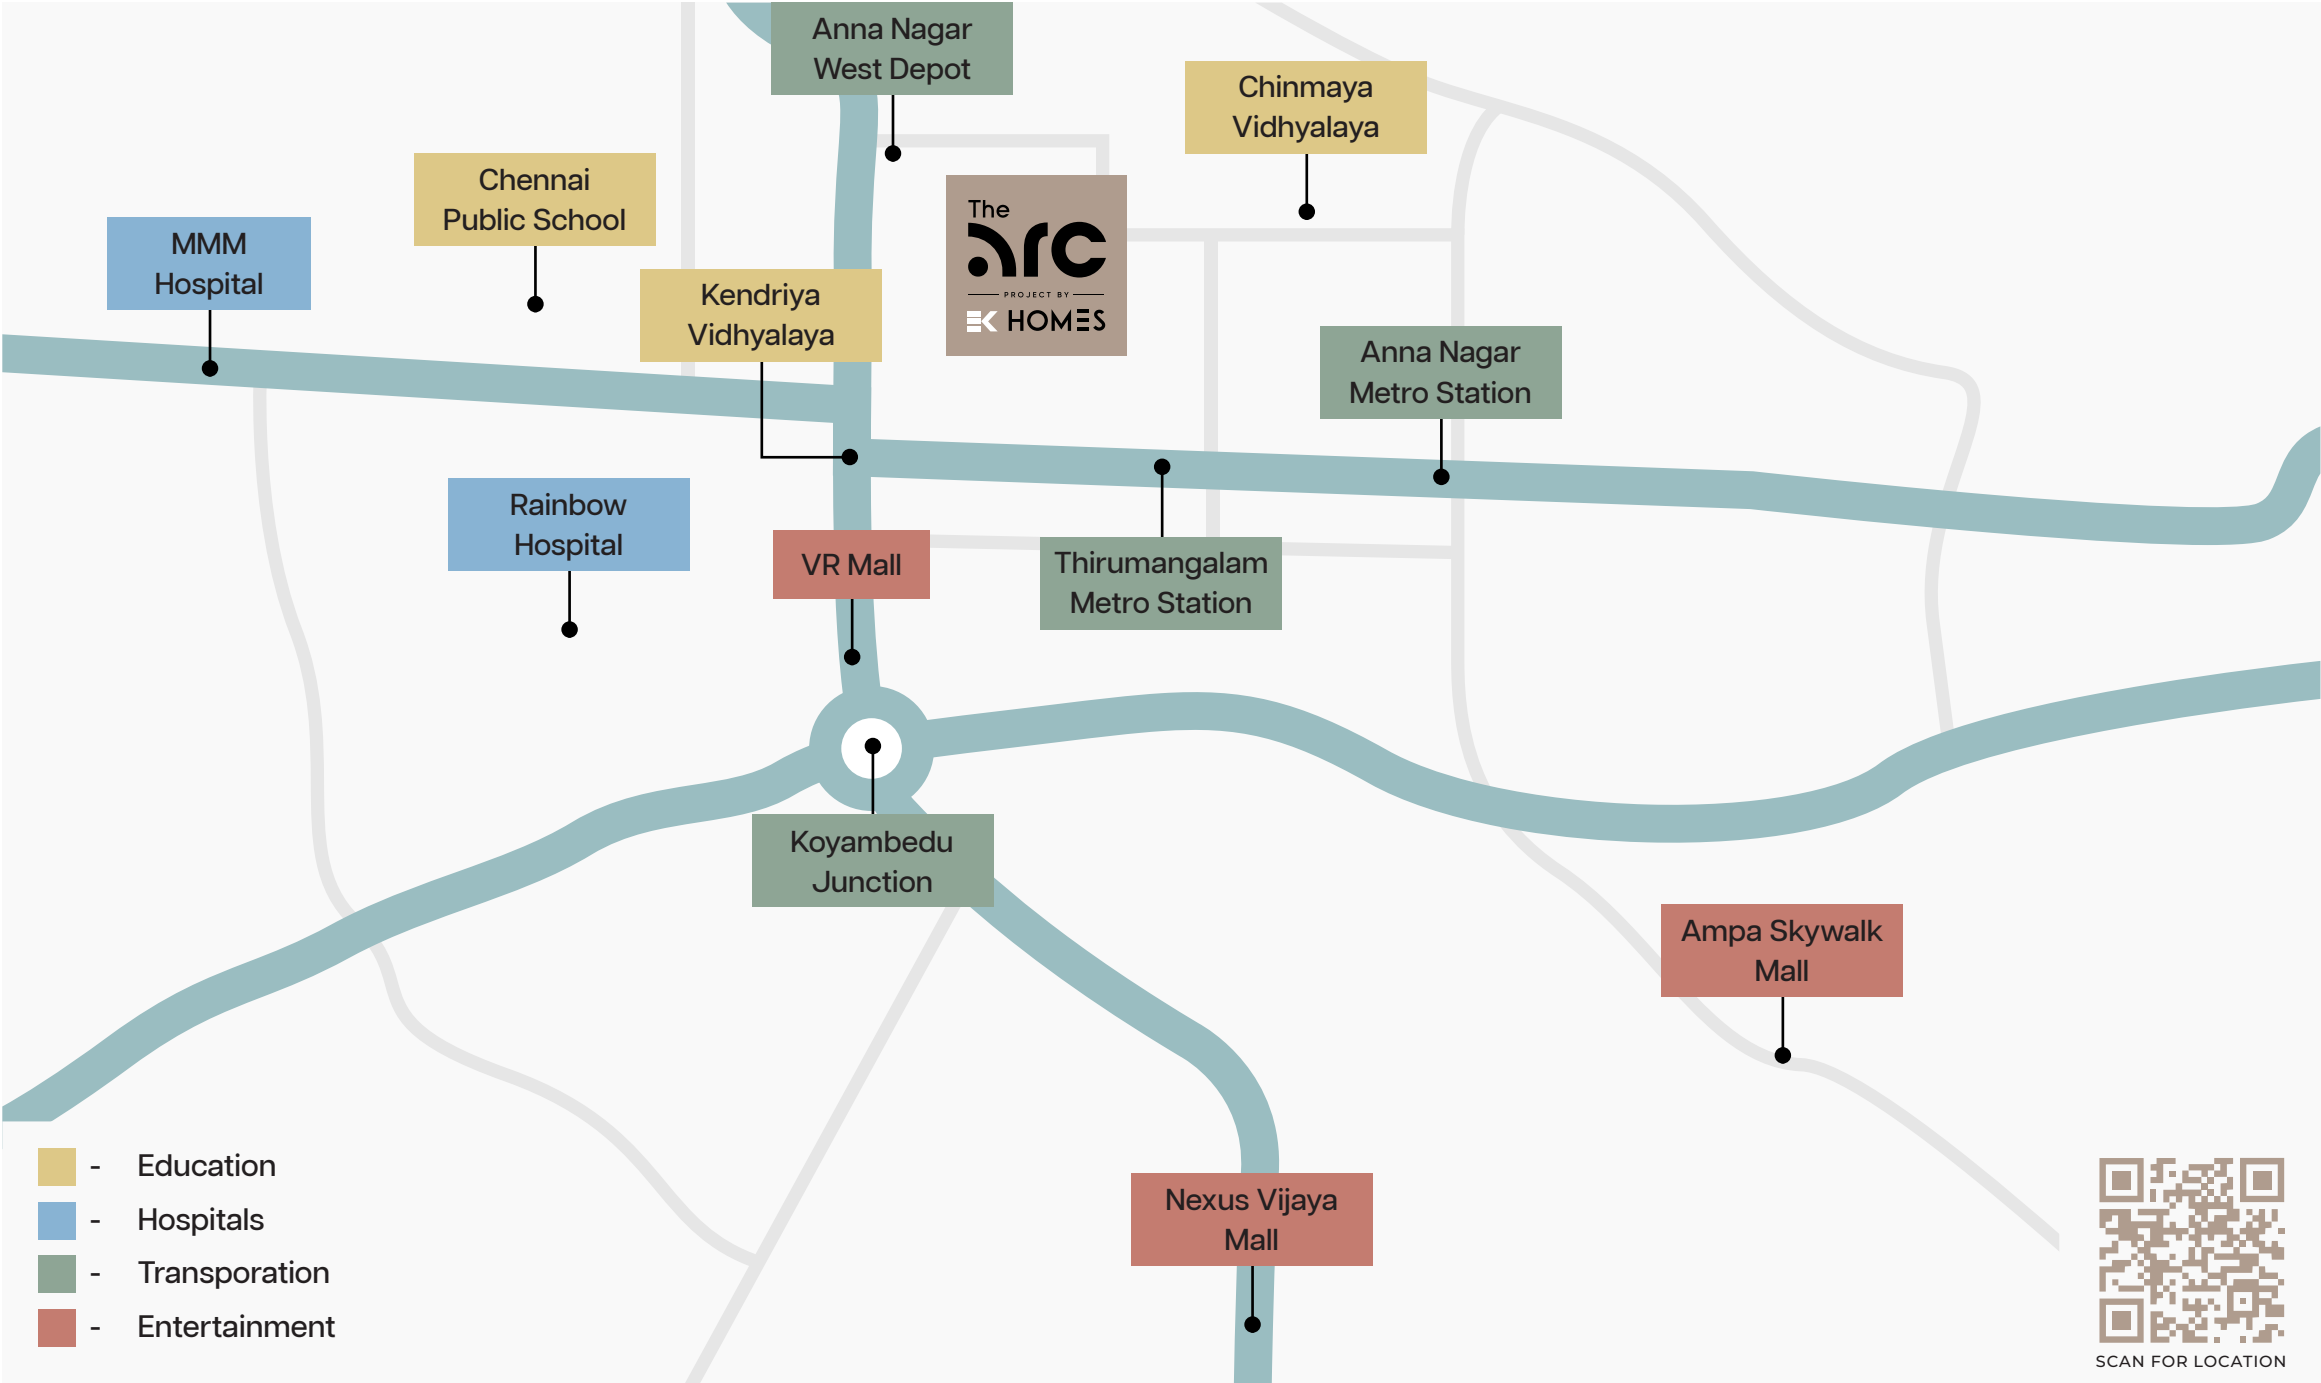 Anna Nagar
West Depot
Chinmaya
Vidhyalaya
Chennai
Public School
MMM
Hospital
The
arc
PROJECT BY
EK HOMES
Kendriya
Vidhyalaya
Anna Nagar
Metro Station
Rainbow
Hospital
VR Mall
Thirumangalam
Metro Station
Koyambedu
Junction
Ampa Skywalk
Mall
Nexus Vijaya
Mall
- Education
- Hospitals
- Transporation
- Entertainment
SCAN FOR LOCATION